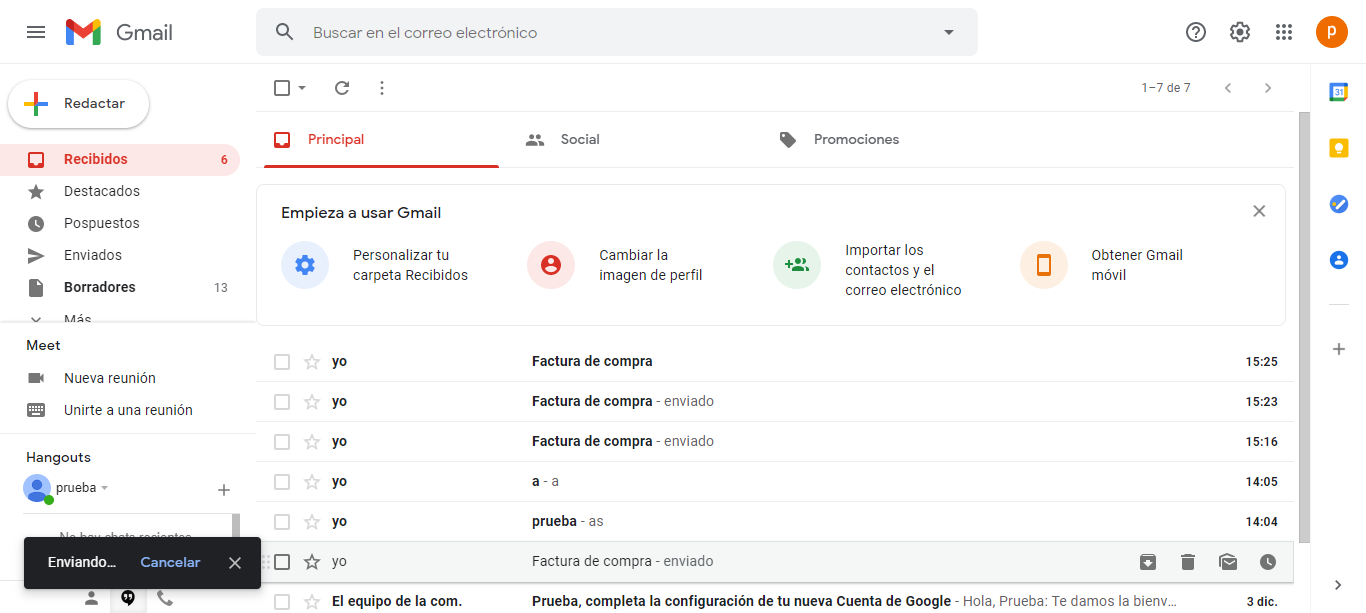 Gmail
Buscar en el correo electrónico
P
Redactar
1–7 de 7
31
Recibidos 6
Destacados
Pospuestos
Enviados
Borradores 13
Más
Principal
Social
Promociones
Empieza a usar Gmail
Personalizar tu
carpeta Recibidos
Cambiar la
imagen de perfil
Importar los
contactos y el
correo electrónico
Obtener Gmail
móvil
Meet
Nueva reunión
Unirte a una reunión
Hangouts
prueba
No hay chats recientes
Enviando... Cancelar
yo Factura de compra 15:25
yo Factura de compra - enviado 15:23
yo Factura de compra - enviado 15:16
yo a - a 14:05
yo prueba - as 14:04
yo Factura de compra - enviado
El equipo de la com. Prueba, completa la configuración de tu nueva Cuenta de Google - Hola, Prueba: Te damos la bienv… 3 dic.